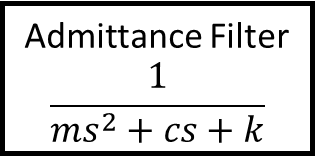 Admittance Filter
1
ms² + cs + k